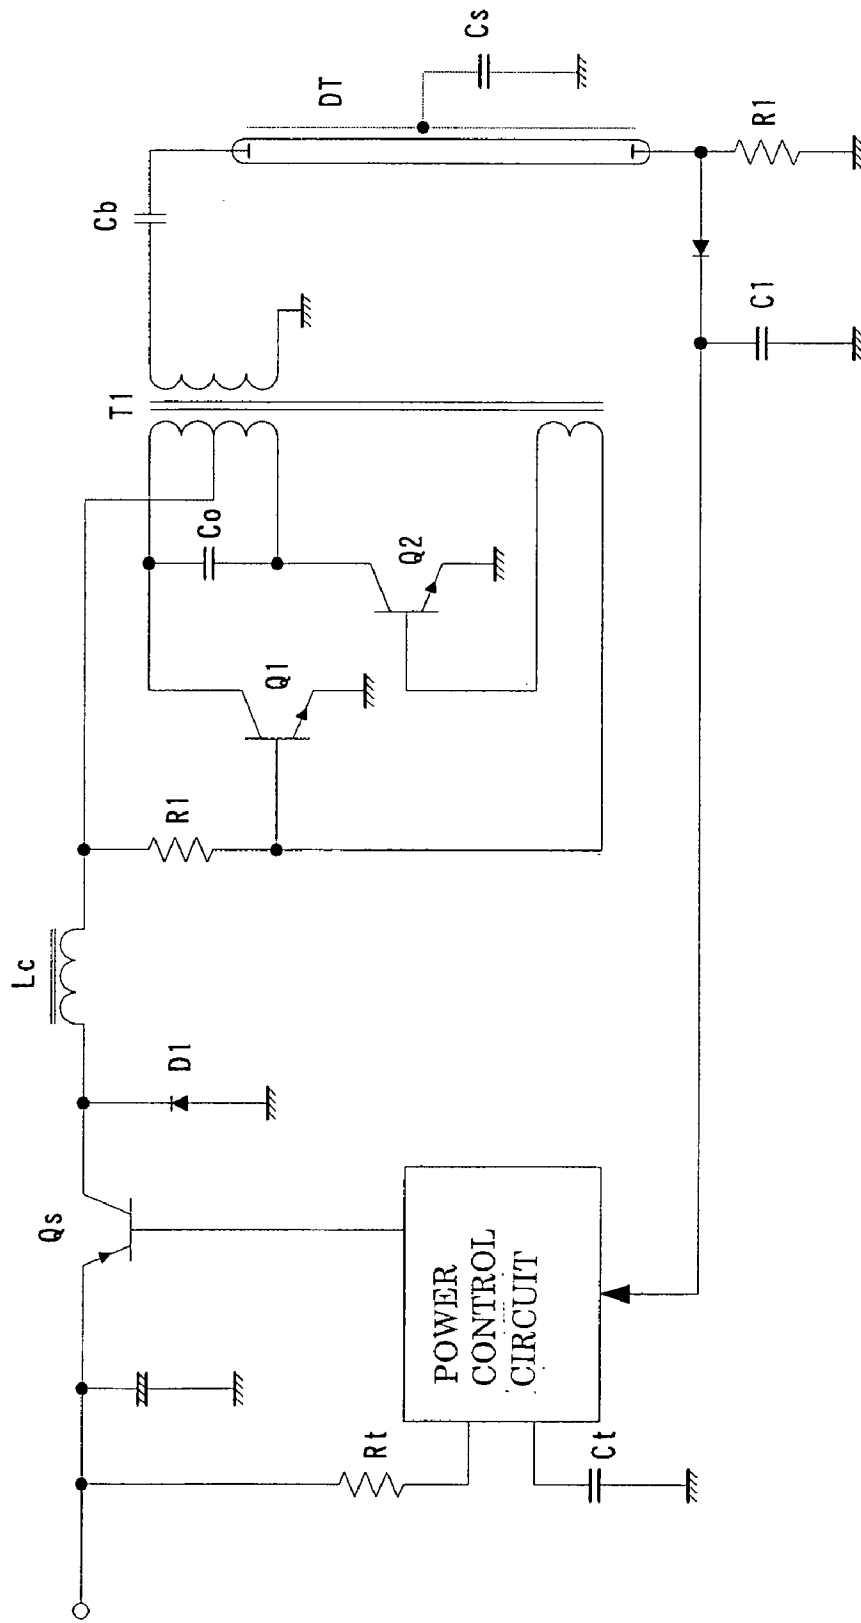 Qs
Lc
D1
R1
Q1
Q2
Co
T1
Cb
DT
Cs
R1
C1
Rt
Ct
POWER
CONTROL
CIRCUIT